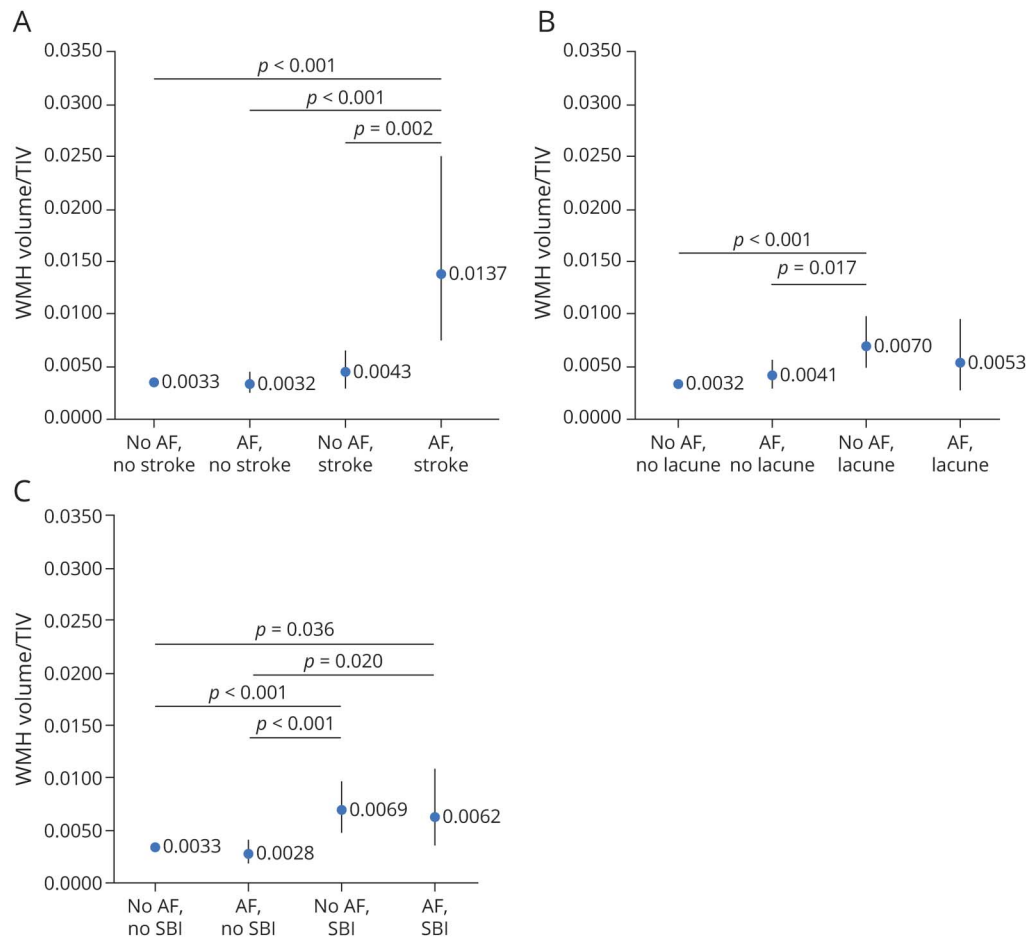 A
WMH volume/TIV
0.0350
0.0300
0.0250
0.0200
0.0150
0.0100
0.0050
0.0000
p < 0.001
p < 0.001
p = 0.002
0.0033
0.0032
0.0043
0.0137
No AF,
no stroke
AF,
no stroke
No AF,
stroke
AF,
stroke
B
WMH volume/TIV
0.0350
0.0300
0.0250
0.0200
0.0150
0.0100
0.0050
0.0000
p < 0.001
p = 0.017
0.0032
0.0041
0.0070
0.0053
No AF,
no lacune
AF,
no lacune
No AF,
lacune
AF,
lacune
C
WMH volume/TIV
0.0350
0.0300
0.0250
0.0200
0.0150
0.0100
0.0050
0.0000
p = 0.036
p = 0.020
p < 0.001
p < 0.001
0.0033
0.0028
0.0069
0.0062
No AF,
no SBI
AF,
no SBI
No AF,
SBI
AF,
SBI